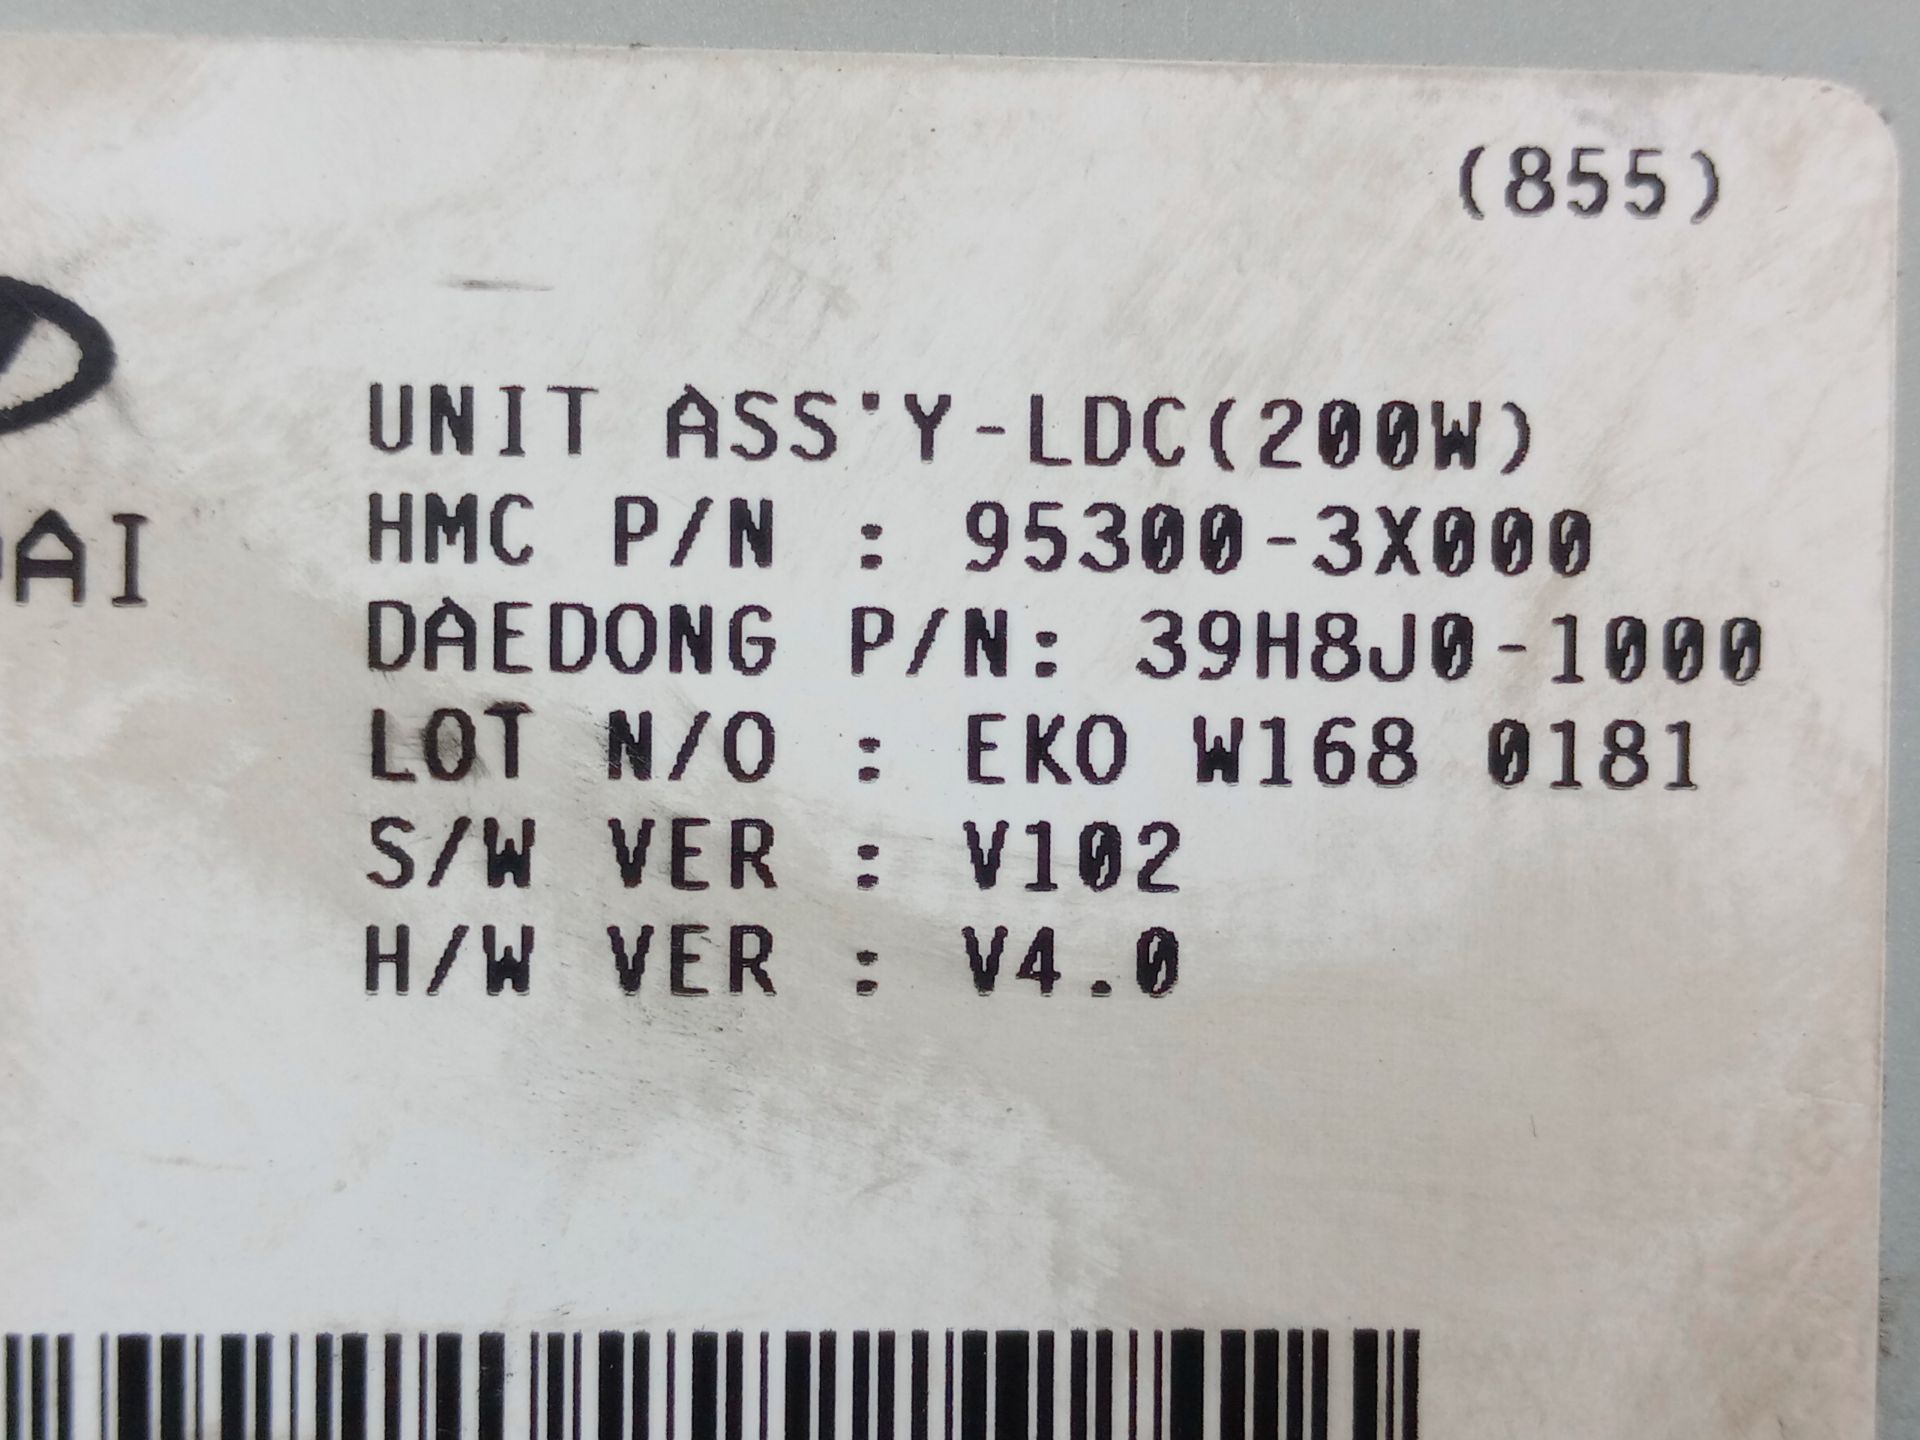 (855)
UNIT ASS'Y-LDC(200W)
HMC P/N : 95300-3X000
DAI
DAEDONG P/N: 39H8J0-1000
LOT N/O : EKO W168 0181
S/W VER : V102
H/W VER : V4.0